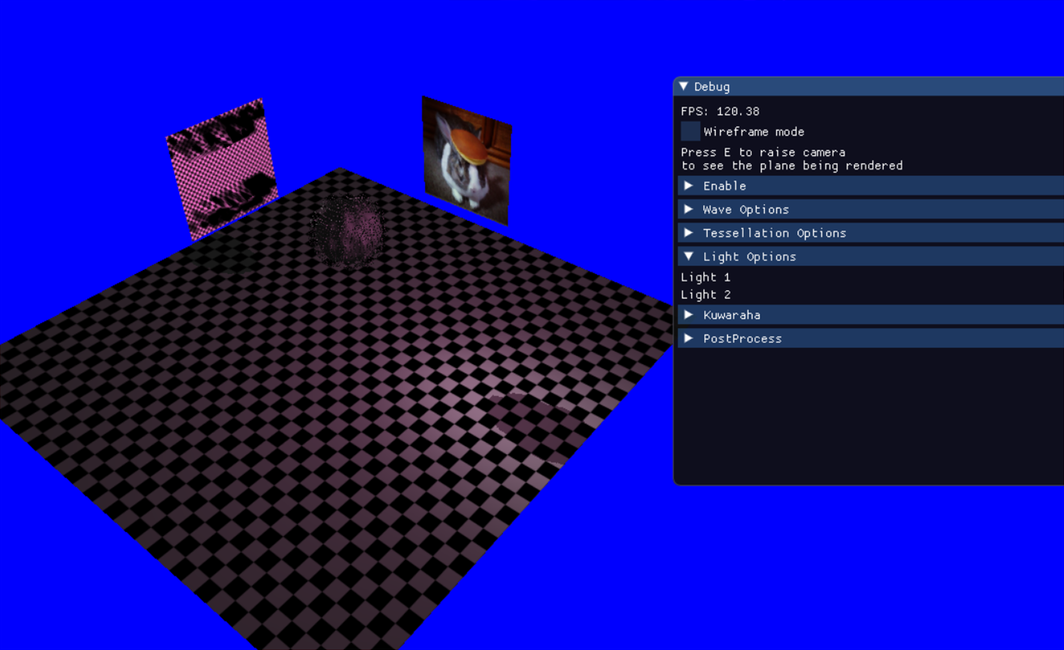 Debug
FPS: 120.38
Wireframe mode
Press E to raise camera
to see the plane being rendered
Enable
Wave Options
Tessellation Options
Light Options
Light 1
Light 2
Kuwaraha
PostProcess